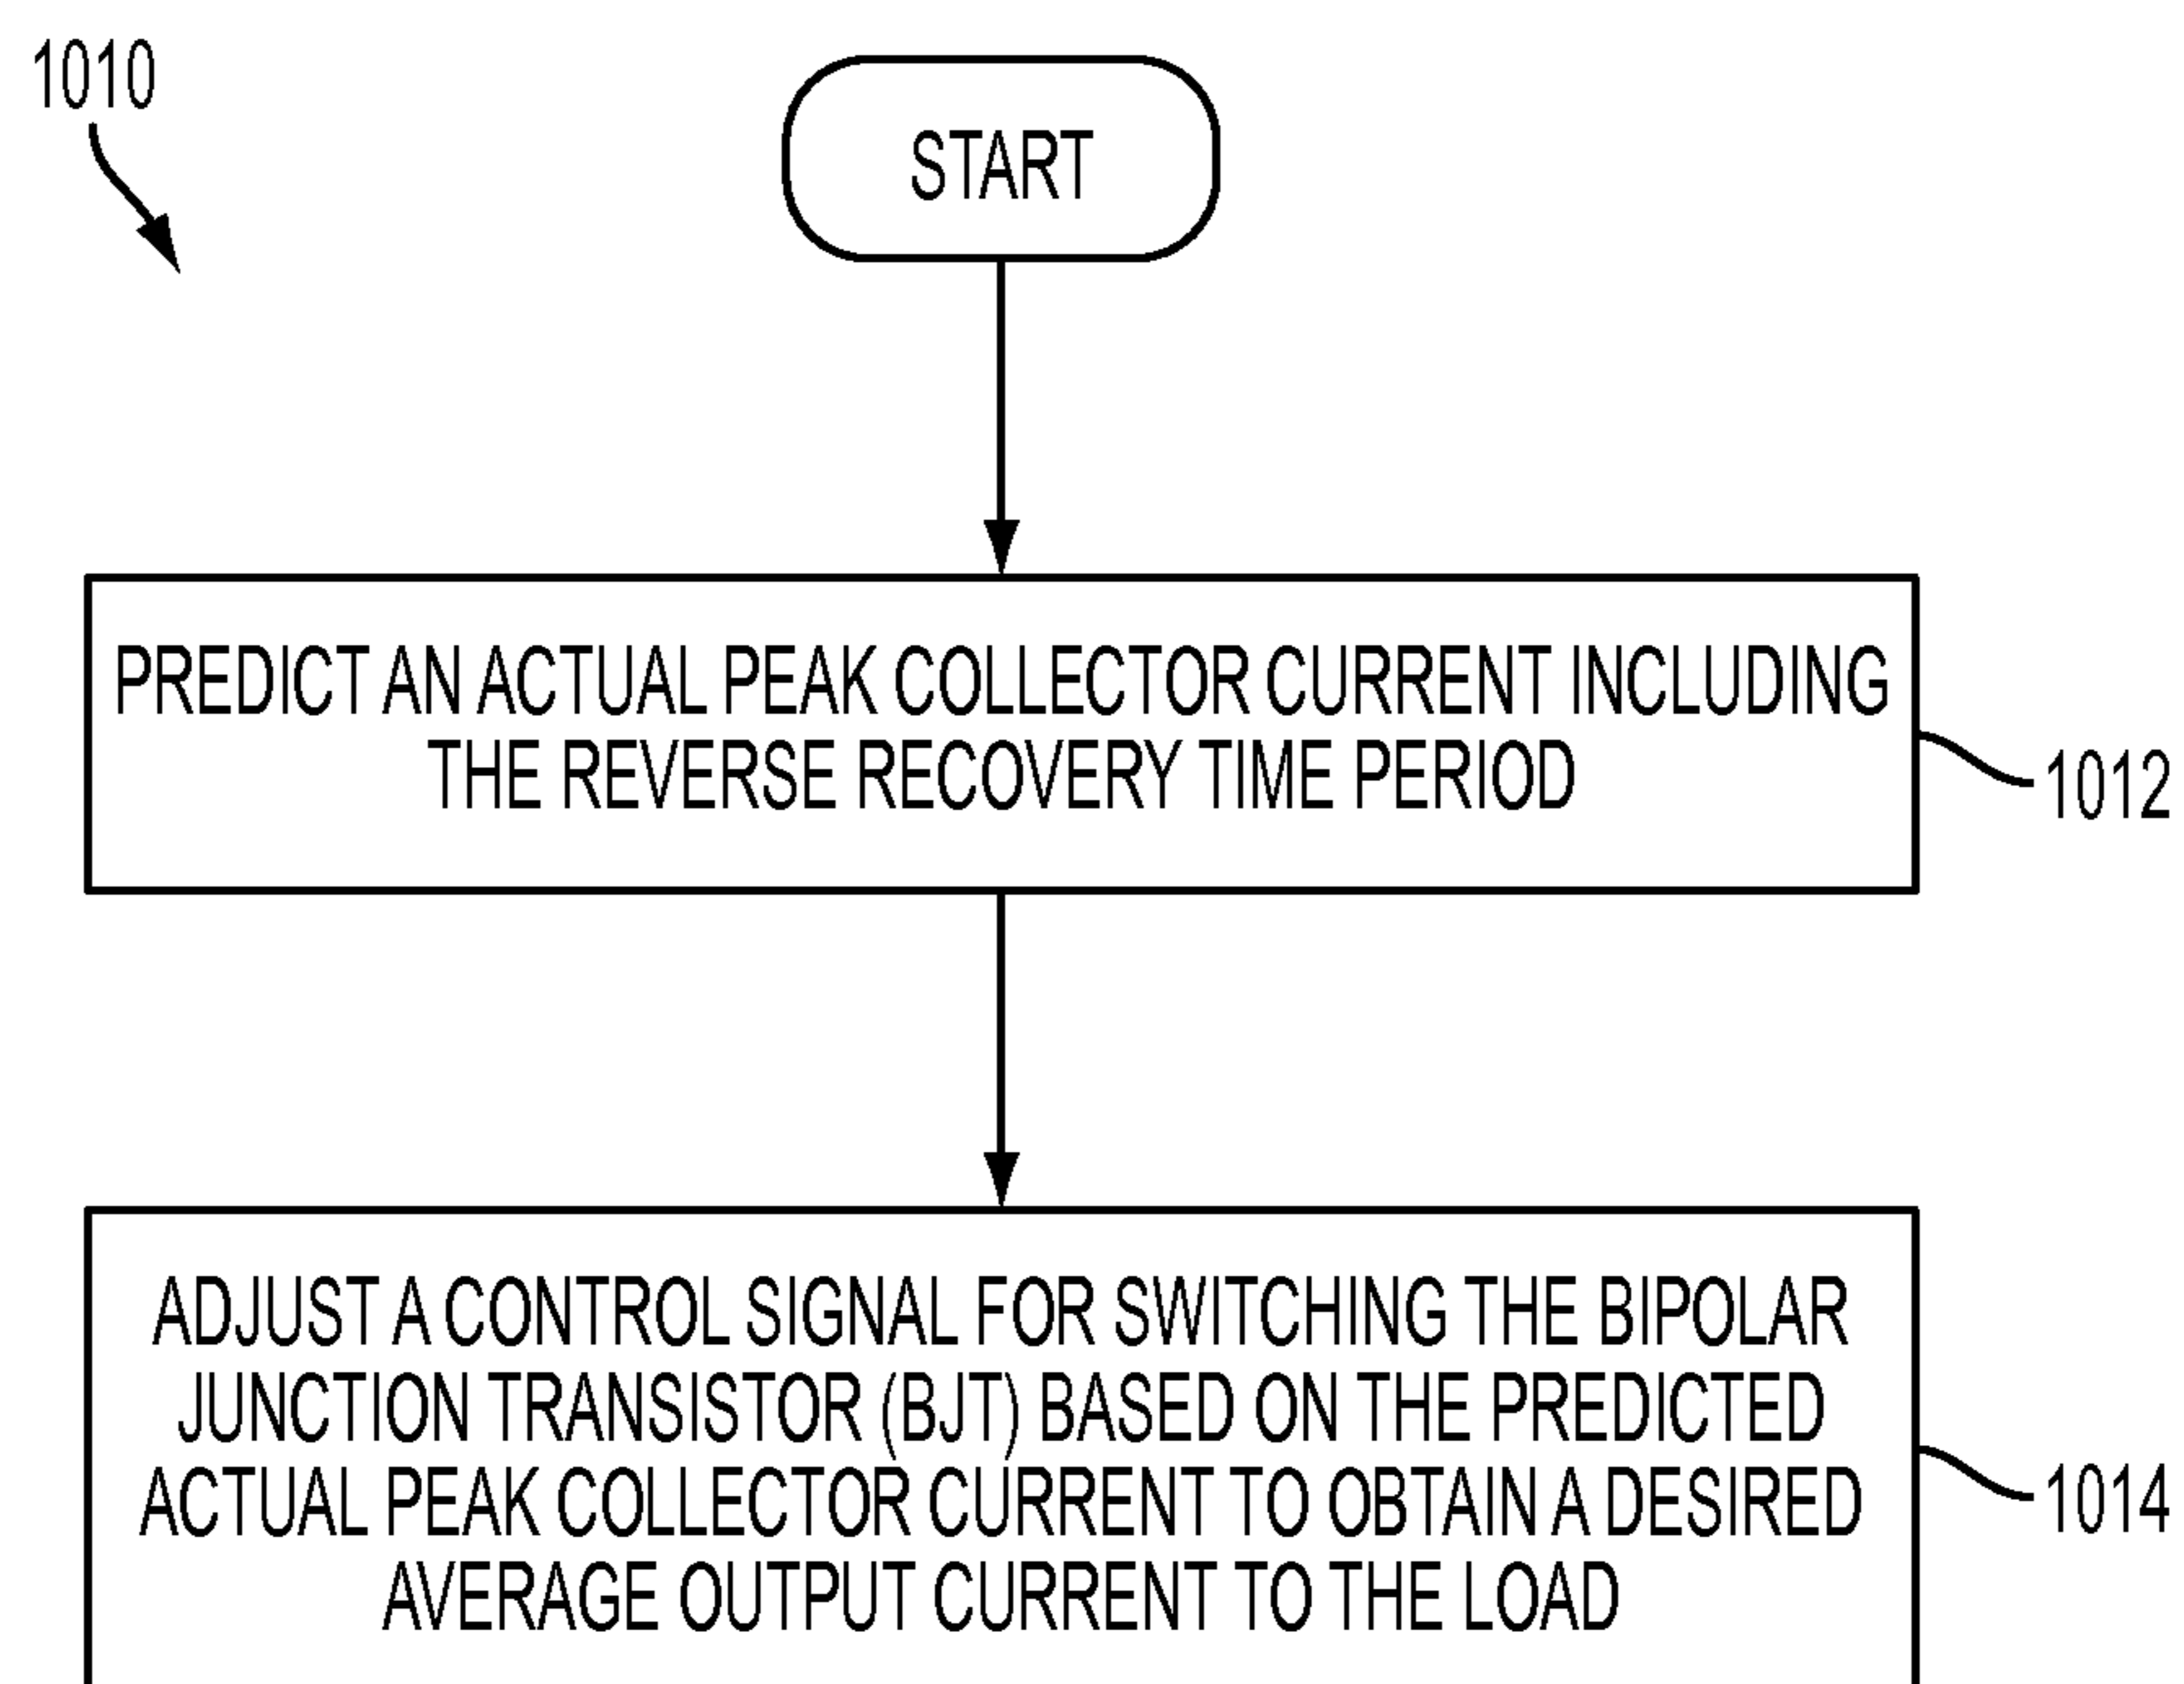 1010
START
PREDICT AN ACTUAL PEAK COLLECTOR CURRENT INCLUDING
THE REVERSE RECOVERY TIME PERIOD
1012
ADJUST A CONTROL SIGNAL FOR SWITCHING THE BIPOLAR
JUNCTION TRANSISTOR (BJT) BASED ON THE PREDICTED
ACTUAL PEAK COLLECTOR CURRENT TO OBTAIN A DESIRED
AVERAGE OUTPUT CURRENT TO THE LOAD
1014